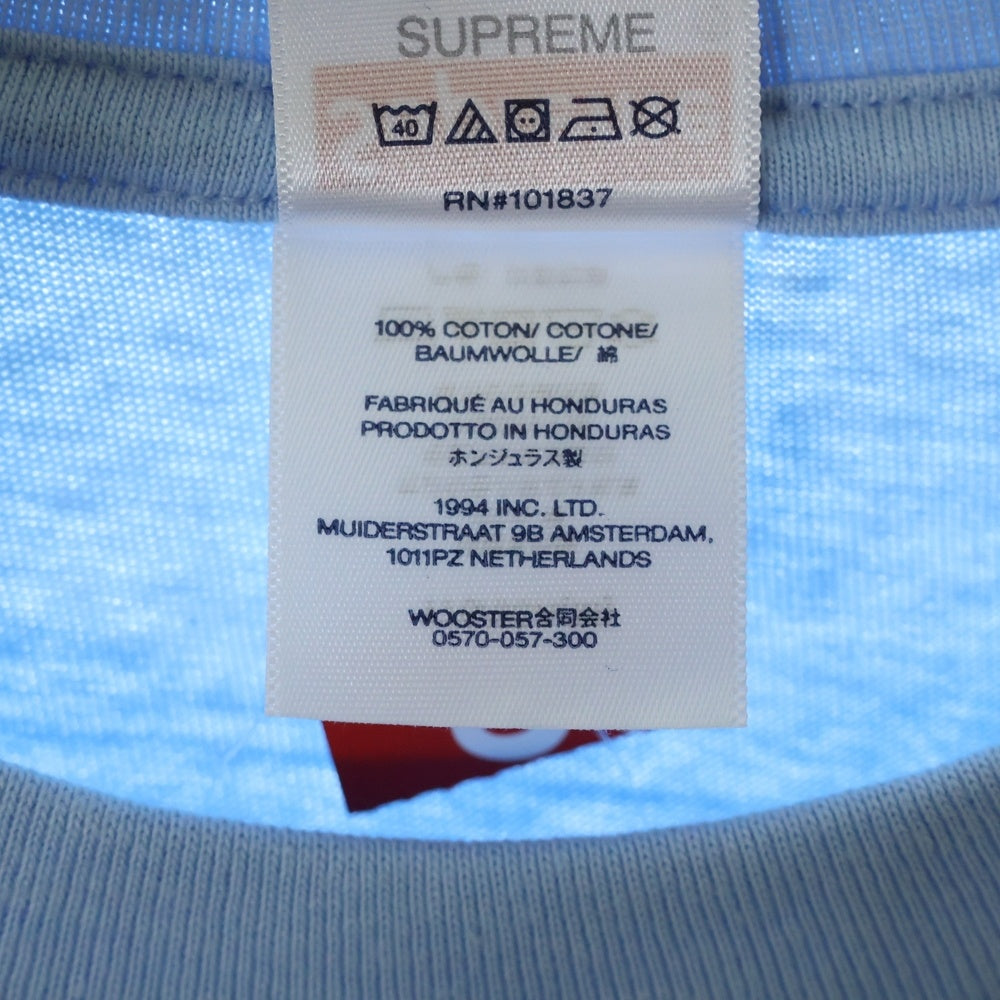 SUPREME
40
RN#101837
100% COTON/ COTONE/
BAUMWOLLE/ 綿
FABRIQUÉ AU HONDURAS
PRODOTTO IN HONDURAS
ホンジュラス製
1994 INC. LTD.
MUIDERSTRAAT 9B AMSTERDAM,
1011PZ NETHERLANDS
WOOSTER合同会社
0570-057-300